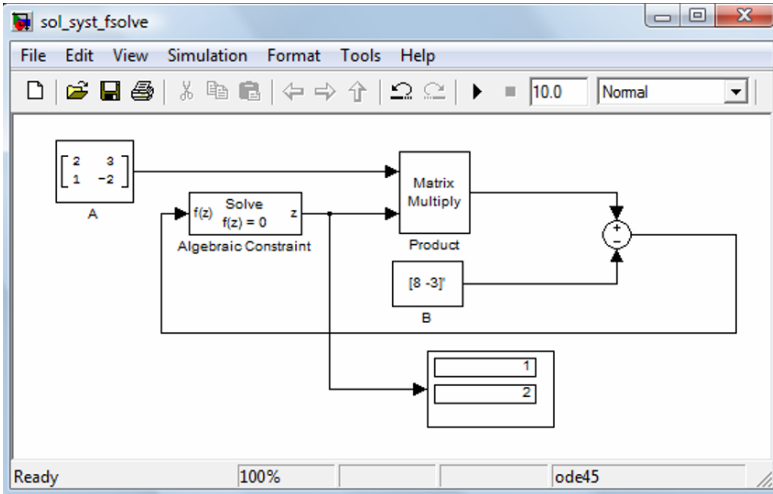 sol_syst_fsolve
File Edit View Simulation Format Tools Help
10.0 Normal
2 3
1 -2
A
Solve
f(z) f(z) = 0 z
Algebraic Constraint
Matrix
Multiply
Product
+
-
[8 -3]'
B
1
2
Ready 100% ode45